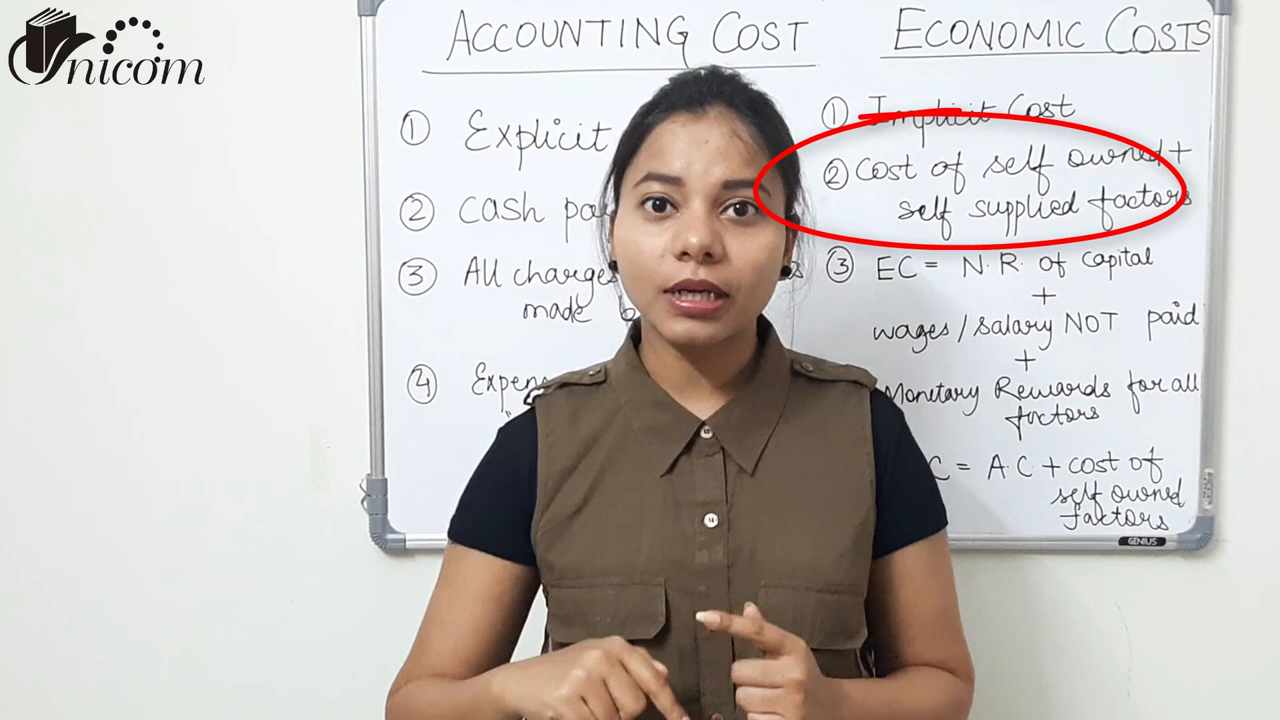 Unicom
ACCOUNTING COST
① Explicit
② cash
③ All charges
made
④
ECONOMIC COSTS
① Implicit Cost
② Cost of self owned +
self supplied factors
③ EC = N.R. of capital
+
wages/salary NOT paid
+
Monetary Rewards for all
factors
C = A.C + cost of
self owned
factors
GENIUS